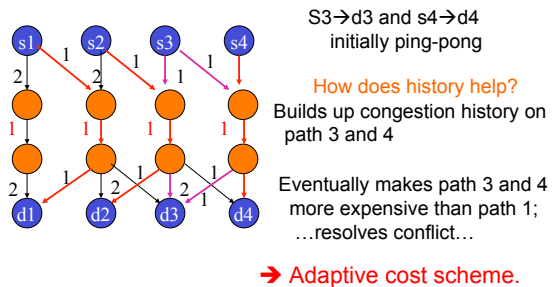 S3→d3 and s4→d4
initially ping-pong
s1 1 s2 1 s3 1 s4
2 2 1
How does history help?
Builds up congestion history on
path 3 and 4
1 1 1 1
1 1 1
2 2 2 1
d1 d2 d3 d4
Eventually makes path 3 and 4
more expensive than path 1;
…resolves conflict…
➔ Adaptive cost scheme.